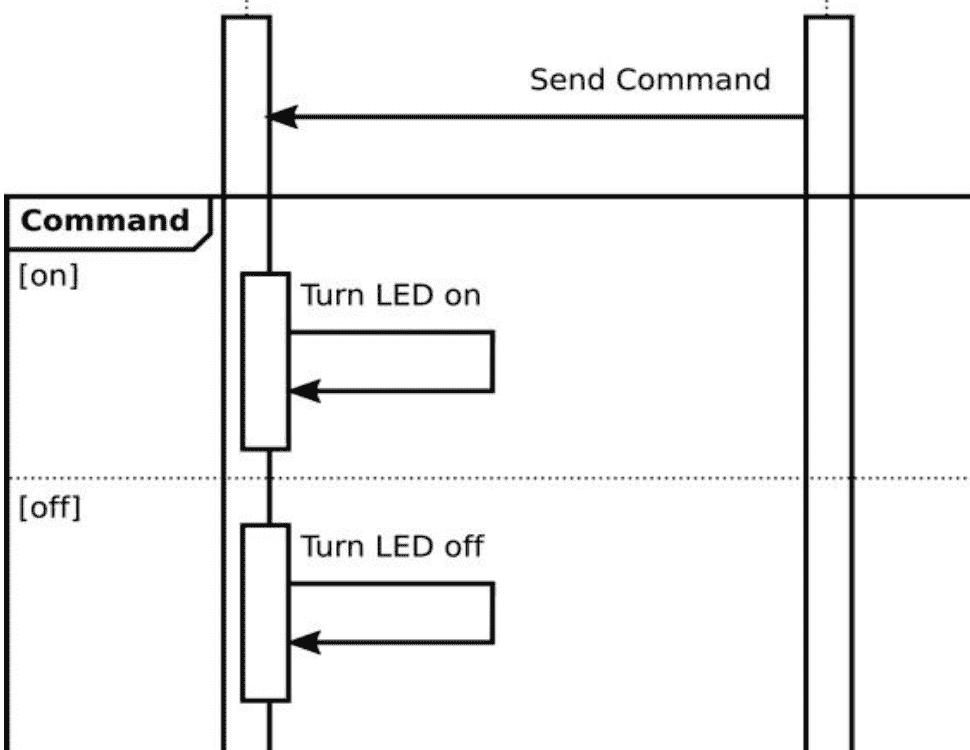 Send Command
Command
[on]
Turn LED on
[off]
Turn LED off